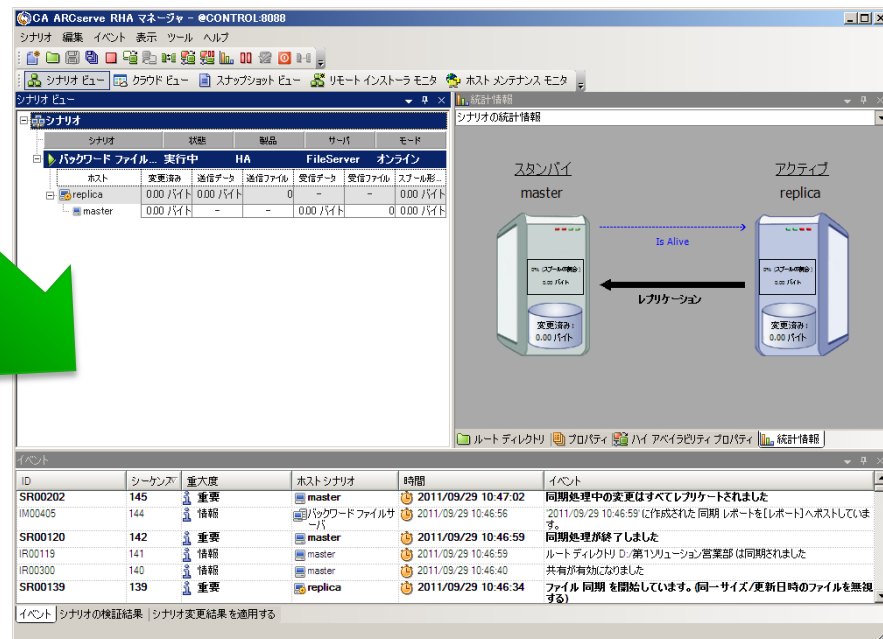 CA ARCserve RHA マネージャ - @CONTROL:8088
シナリオ 編集 イベント 表示 ツール ヘルプ
シナリオ ビュー クラウド ビュー スナップショット ビュー リモート インストーラ モニタ ホスト メンテナンス モニタ
シナリオ ビュー
シナリオ
シナリオ 状態 製品 サーバ モード
バックワード ファイル... 実行中 HA FileServer オンライン
ホスト 変更済み 送信データ 送信ファイル 受信データ 受信ファイル スプール形...
replica 0.00 バイト 0.00 バイト 0 - - 0.00 バイト
master 0.00 バイト - - 0.00 バイト 0 0.00 バイト
統計情報
シナリオの統計情報
スタンバイ アクティブ
master replica
Is Alive
0% (スプールの割合) 0% (スプールの割合)
0.00 バイト 0.00 バイト
レプリケーション
変更済み: 変更済み:
0.00 バイト 0.00 バイト
ルート ディレクトリ プロパティ ハイ アベイラビリティ プロパティ 統計情報
イベント
ID シーケンス 重大度 ホスト シナリオ 時間 イベント
SR00202 145 重要 master 2011/09/29 10:47:02 同期処理中の変更はすべてレプリケートされました
IM00405 144 情報 バックワード ファイルサーバ 2011/09/29 10:46:56 '2011/09/29 10:46:59' に作成された 同期 レポートを[レポート]へポストしています。
SR00120 142 重要 master 2011/09/29 10:46:59 同期処理が終了しました
IR00119 141 情報 master 2011/09/29 10:46:59 ルートディレクトリ D:/第1ソリューション営業部 は同期されました
IR00300 140 情報 master 2011/09/29 10:46:40 共有が有効になりました
SR00139 139 重要 replica 2011/09/29 10:46:34 ファイル 同期 を開始しています。(同一サイズ/更新日時のファイルを無視する)
イベント シナリオの検証結果 シナリオ変更結果 を適用する